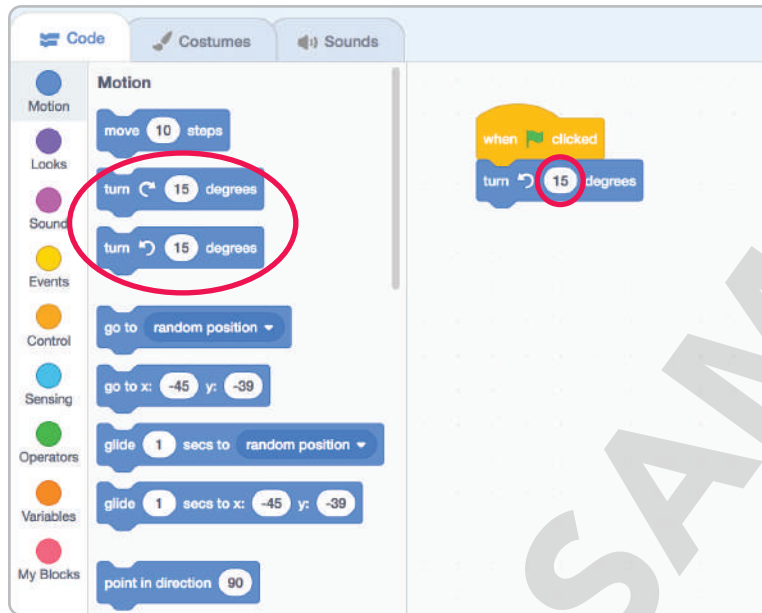 Code Costumes Sounds
Motion
Looks
Sound
Events
Control
Sensing
Operators
Variables
My Blocks
Motion
move 10 steps
turn 15 degrees
turn 15 degrees
go to random position
go to x: -45 y: -39
glide 1 secs to random position
glide 1 secs to x: -45 y: -39
point in direction 90
when clicked
turn 15 degrees
SAM